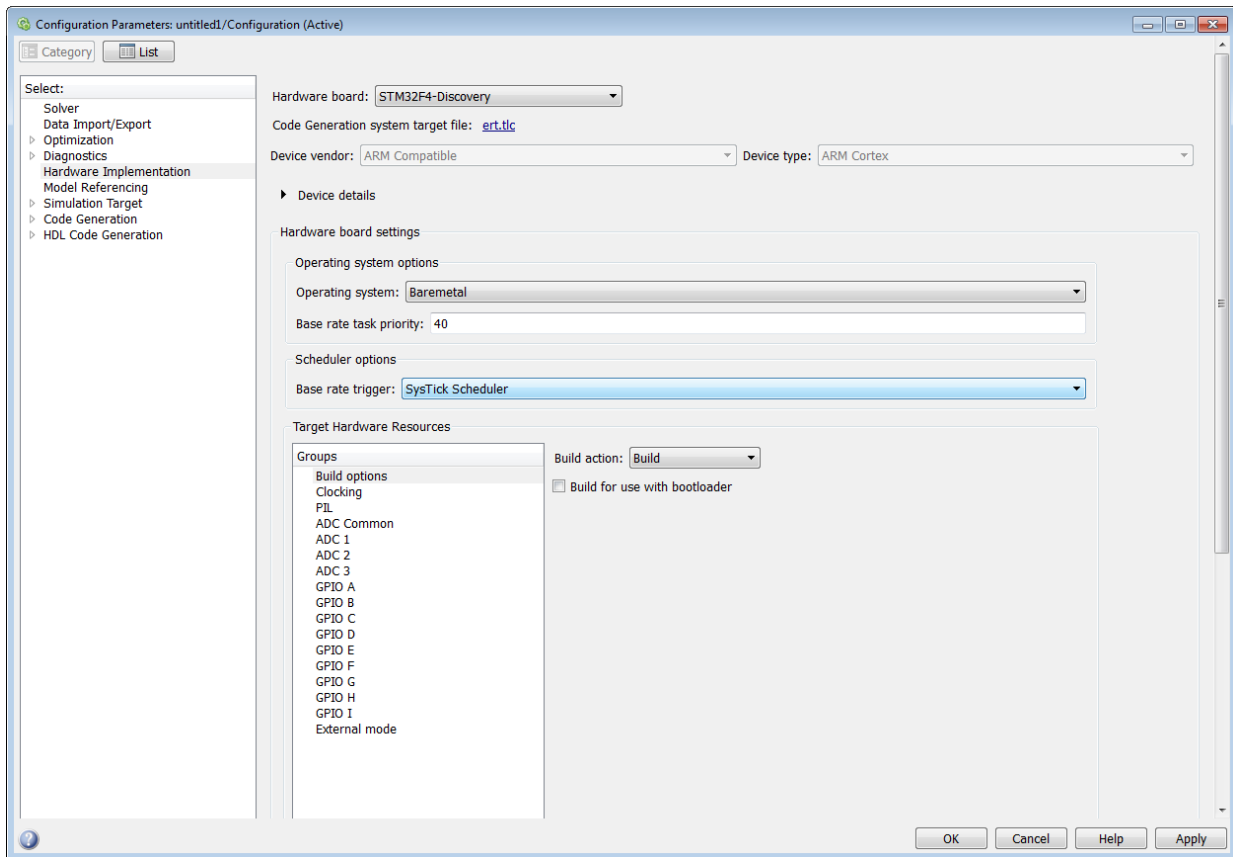 Configuration Parameters: untitled1/Configuration (Active)
Category List
Select:
Solver
Data Import/Export
Optimization
Diagnostics
Hardware Implementation
Model Referencing
Simulation Target
Code Generation
HDL Code Generation
Hardware board: STM32F4-Discovery
Code Generation system target file: ert.tlc
Device vendor: ARM Compatible Device type: ARM Cortex
Device details
Hardware board settings
Operating system options
Operating system: Baremetal
Base rate task priority: 40
Scheduler options
Base rate trigger: SysTick Scheduler
Target Hardware Resources
Groups
Build options
Clocking
PIL
ADC Common
ADC 1
ADC 2
ADC 3
GPIO A
GPIO B
GPIO C
GPIO D
GPIO E
GPIO F
GPIO G
GPIO H
GPIO I
External mode
Build action: Build
Build for use with bootloader
OK Cancel Help Apply